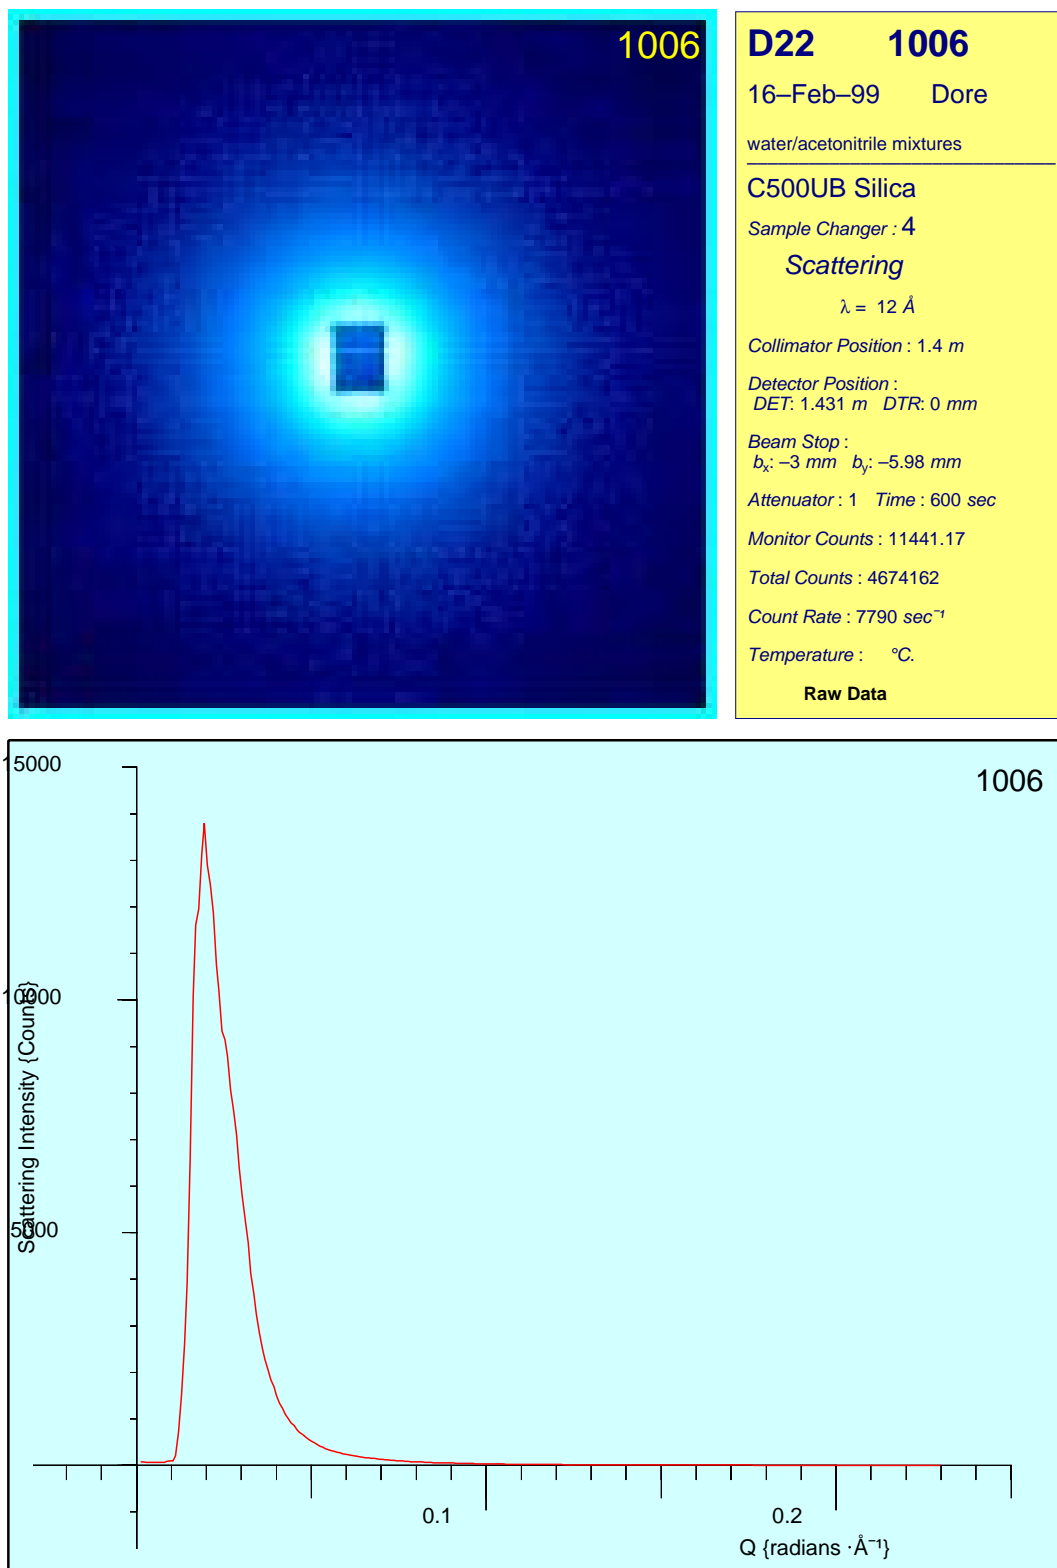 1006
D22 1006
16–Feb–99 Dore
water/acetonitrile mixtures
C500UB Silica
Sample Changer : 4
Scattering
λ = 12 Å
Collimator Position : 1.4 m
Detector Position :
DET: 1.431 m DTR: 0 mm
Beam Stop :
bx: –3 mm by: –5.98 mm
Attenuator : 1 Time : 600 sec
Monitor Counts : 11441.17
Total Counts : 4674162
Count Rate : 7790 sec⁻¹
Temperature : °C.
Raw Data
1006
15000
10000
5000
Scattering Intensity {Counts}
0.1
0.2
Q {radians ·Å⁻¹}